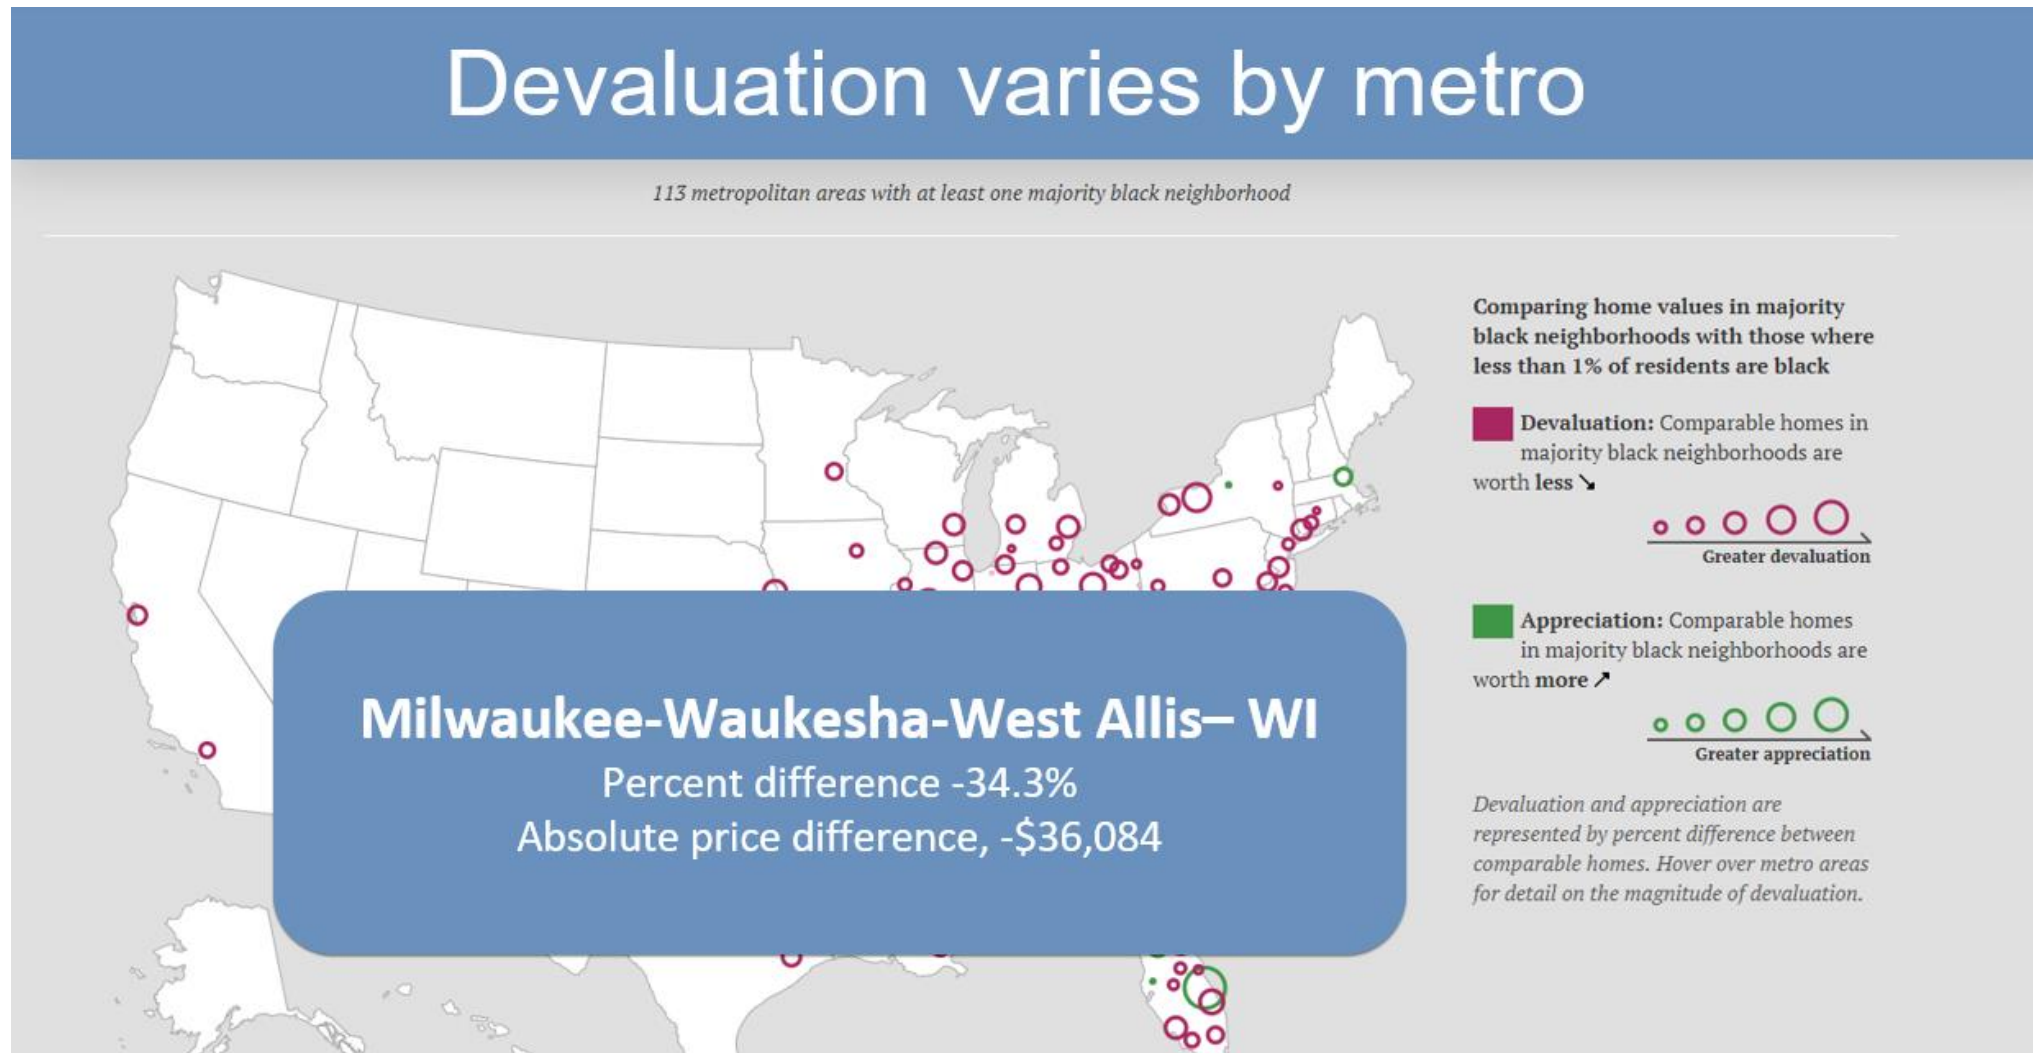 Devaluation varies by metro
113 metropolitan areas with at least one majority black neighborhood
Comparing home values in majority
black neighborhoods with those where
less than 1% of residents are black
Devaluation: Comparable homes in
majority black neighborhoods are
worth less ↘
Greater devaluation
Appreciation: Comparable homes
in majority black neighborhoods are
worth more ↗
Greater appreciation
Devaluation and appreciation are
represented by percent difference between
comparable homes. Hover over metro areas
for detail on the magnitude of devaluation.
Milwaukee-Waukesha-West Allis– WI
Percent difference -34.3%
Absolute price difference, -$36,084